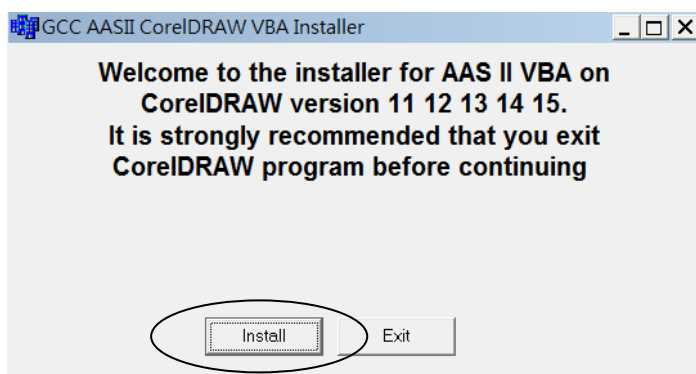 GCC AASII CorelDRAW VBA Installer
Welcome to the installer for AAS II VBA on
CorelDRAW version 11 12 13 14 15.
It is strongly recommended that you exit
CorelDRAW program before continuing
Install Exit